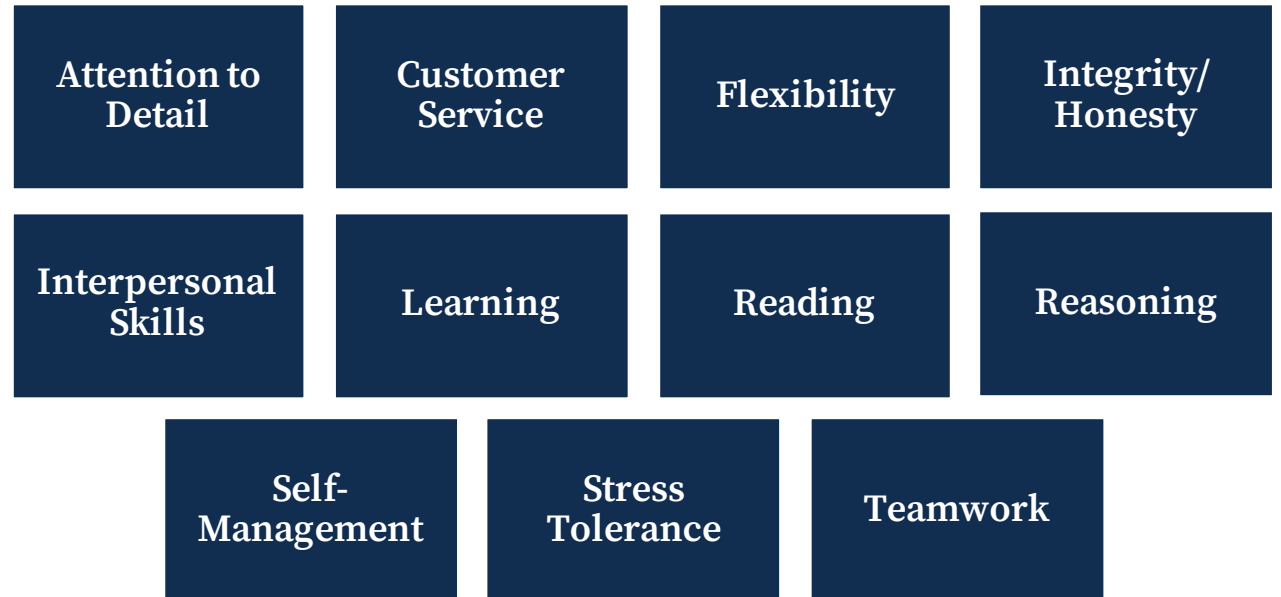 Attention to
Detail
Customer
Service
Flexibility
Integrity/
Honesty
Interpersonal
Skills
Learning
Reading
Reasoning
Self-
Management
Stress
Tolerance
Teamwork